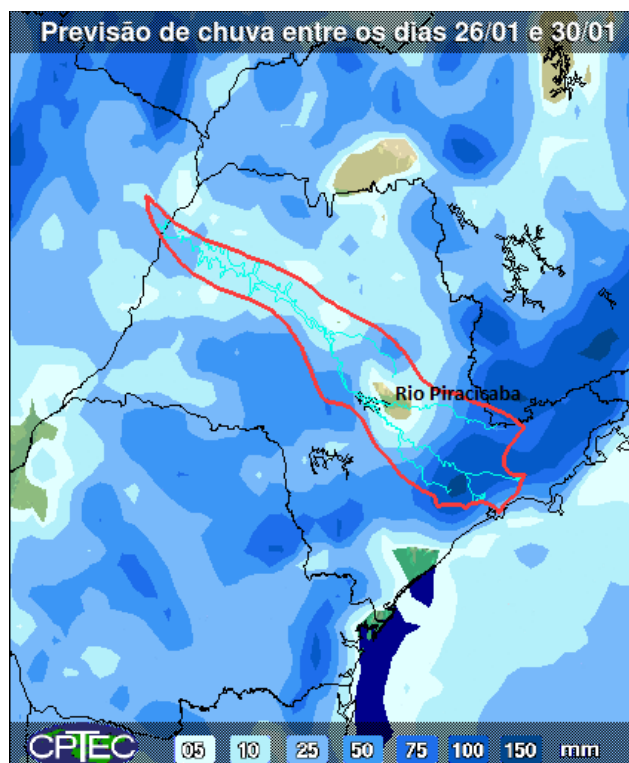 Previsão de chuva entre os dias 26/01 e 30/01
Rio Piracicaba
CPTEC 05 10 25 50 75 100 150 mm